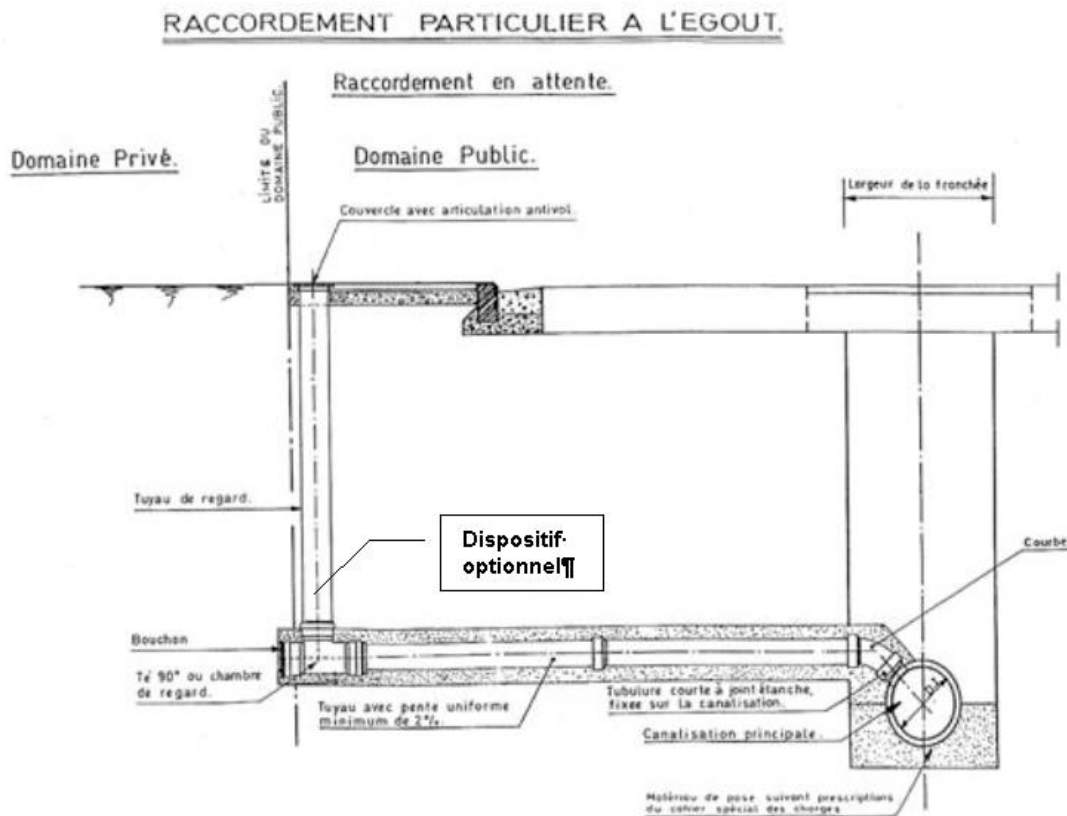 RACCORDEMENT PARTICULIER A L'EGOUT.
Raccordement en attente.
Domaine Privé.
LIMITE DU
DOMAINE PUBLIC.
Domaine Public.
Largeur de la tronchée
Couvercle avec articulation antivol.
Tuyau de regard.
Dispositif·
optionnel¶
Courbe
Bouchon
Té 90° ou chambre
de regard.
Tuyau avec pente uniforme
minimum de 2%.
Tubulure courte à joint étanche,
fixée sur la canalisation.
D.I.
Canalisation principale.
Matériau de pose suivant prescriptions
du cahier spécial des charges